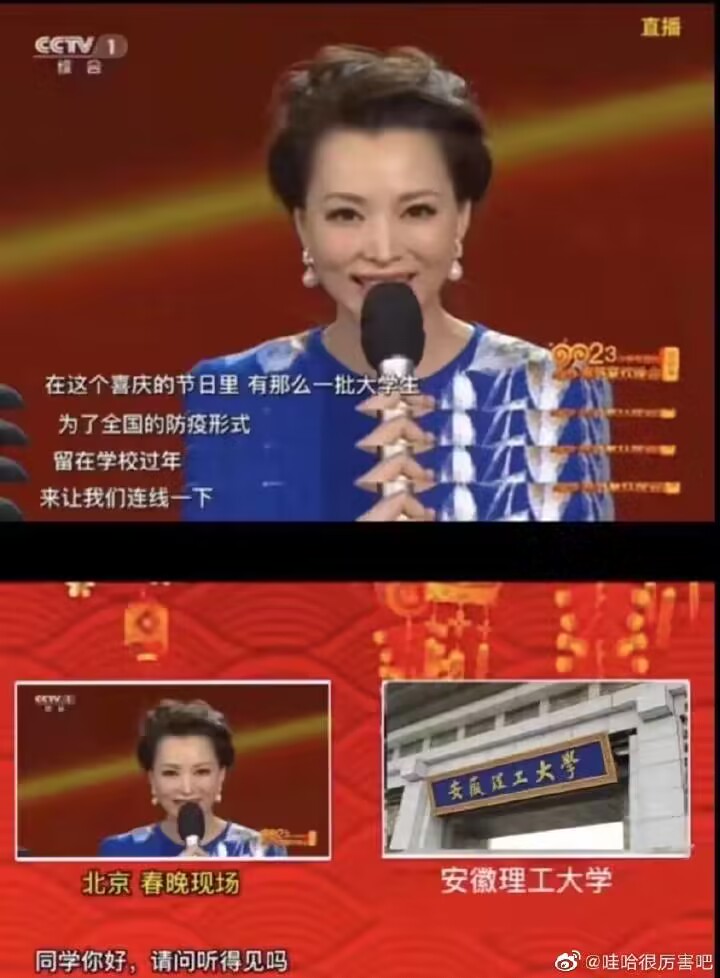 CCTV 1
综合
直播
2023
在这个喜庆的节日里 有那么一批大学生
为了全国的防疫形式
留在学校过年
来让我们连线一下
CCTV 1
安徽理工大學
北京 春晚现场
安徽理工大学
同学你好，请问听得见吗
@哇哈很厉害吧